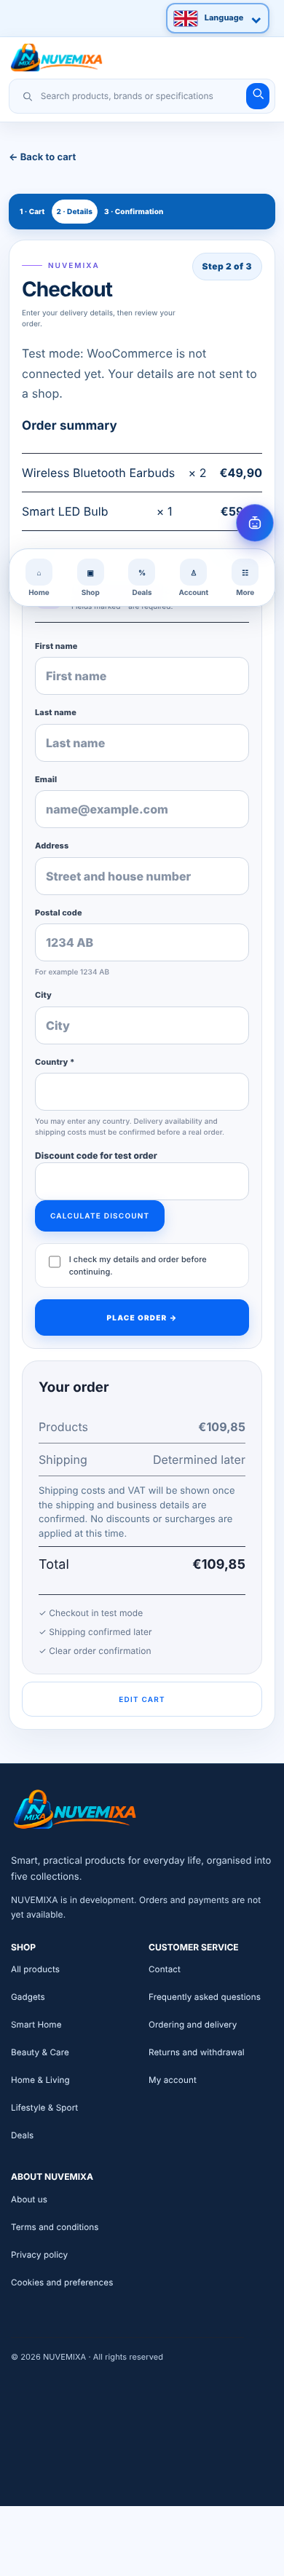 Language
NUVEMIXA
Search products, brands or specifications
← Back to cart
1 · Cart
2 · Details
3 · Confirmation
NUVEMIXA
Step 2 of 3
Checkout
Enter your delivery details, then review your
order.
Test mode: WooCommerce is not
connected yet. Your details are not sent to
a shop.
Order summary
Wireless Bluetooth Earbuds × 2 €49,90
Smart LED Bulb × 1
Home
Shop
Deals
Account
More
First name
First name
Last name
Last name
Email
name@example.com
Address
Street and house number
Postal code
1234 AB
For example 1234 AB
City
City
Country *
You may enter any country. Delivery availability and
shipping costs must be confirmed before a real order.
Discount code for test order
CALCULATE DISCOUNT
I check my details and order before
continuing.
PLACE ORDER →
Your order
Products €109,85
Shipping Determined later
Shipping costs and VAT will be shown once
the shipping and business details are
confirmed. No discounts or surcharges are
applied at this time.
Total €109,85
✓ Checkout in test mode
✓ Shipping confirmed later
✓ Clear order confirmation
EDIT CART
NUVEMIXA
Smart, practical products for everyday life, organised into
five collections.
NUVEMIXA is in development. Orders and payments are not
yet available.
SHOP
All products
Gadgets
Smart Home
Beauty & Care
Home & Living
Lifestyle & Sport
Deals
CUSTOMER SERVICE
Contact
Frequently asked questions
Ordering and delivery
Returns and withdrawal
My account
ABOUT NUVEMIXA
About us
Terms and conditions
Privacy policy
Cookies and preferences
© 2026 NUVEMIXA · All rights reserved